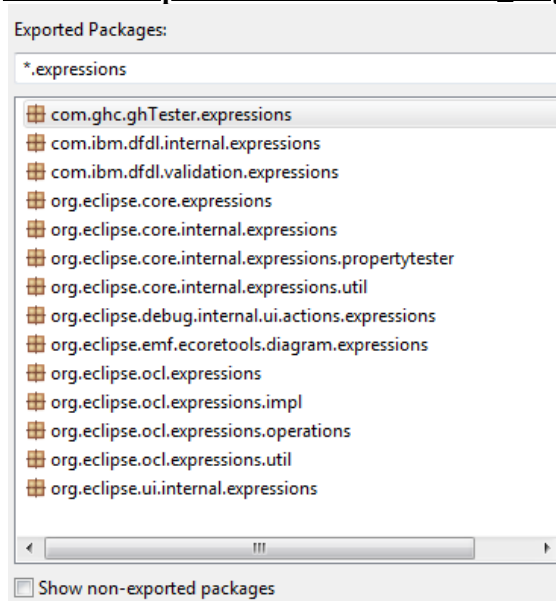 Exported Packages:
*.expressions
com.ghc.ghTester.expressions
com.ibm.dfdl.internal.expressions
com.ibm.dfdl.validation.expressions
org.eclipse.core.expressions
org.eclipse.core.internal.expressions
org.eclipse.core.internal.expressions.propertytester
org.eclipse.core.internal.expressions.util
org.eclipse.debug.internal.ui.actions.expressions
org.eclipse.emf.ecoretools.diagram.expressions
org.eclipse.ocl.expressions
org.eclipse.ocl.expressions.impl
org.eclipse.ocl.expressions.operations
org.eclipse.ocl.expressions.util
org.eclipse.ui.internal.expressions
Show non-exported packages